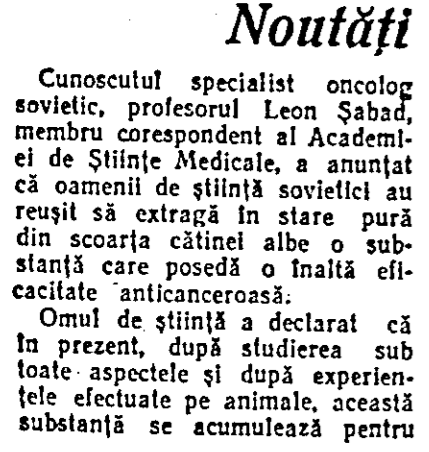 Noutăți
Cunoscutul specialist oncolog
sovietic, profesorul Leon Șabad,
membru corespondent al Academi-
ei de Științe Medicale, a anunțat
că oamenii de știință sovietici au
reușit să extragă în stare pură
din scoarța cătinei albe o sub-
stanță care posedă o înaltă efi-
cacitate anticanceroasă.
Omul de știință a declarat că
în prezent, după studierea sub
toate aspectele și după experien-
țele efectuate pe animale, această
substanță se acumulează pentru